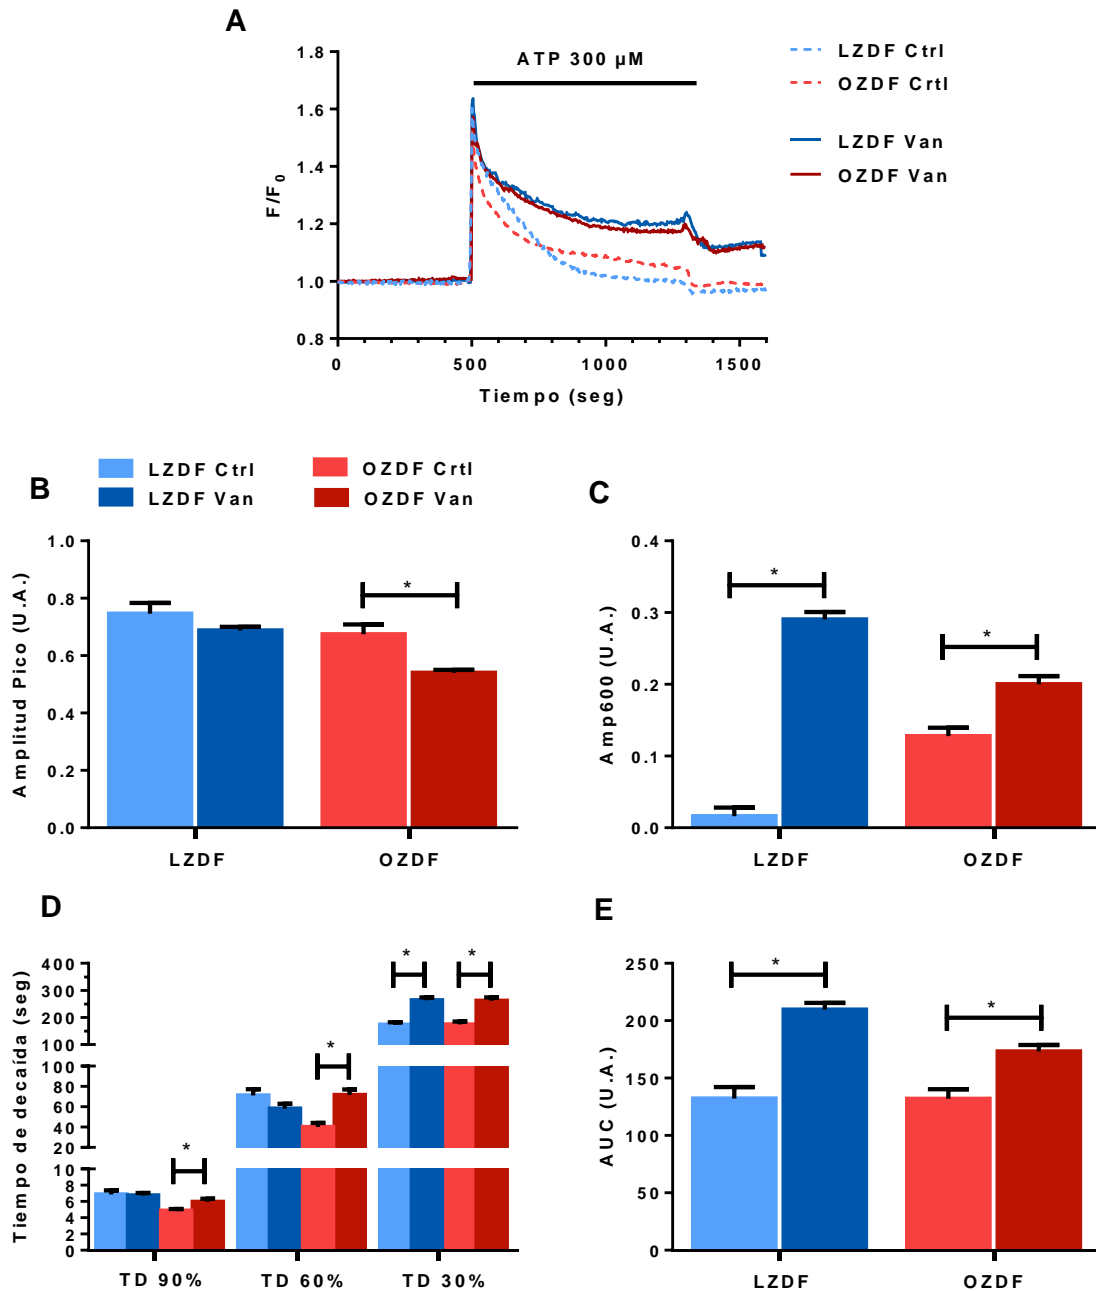 A
ATP 300 µM
LZDF Ctrl
OZDF Crtl
LZDF Van
OZDF Van
F/F0
1.8
1.6
1.4
1.2
1.0
0.8
0
500
1000
1500
Tiempo (seg)
LZDF Ctrl
OZDF Crtl
LZDF Van
OZDF Van
B
Amplitud Pico (U.A.)
1.0
0.8
0.6
0.4
0.2
0.0
*
LZDF
OZDF
C
Amp600 (U.A.)
0.4
0.3
0.2
0.1
0.0
*
*
LZDF
OZDF
D
Tiempo de decaída (seg)
400
300
200
100
100
80
60
40
20
10
8
6
4
2
0
*
*
*
*
TD 90%
TD 60%
TD 30%
E
AUC (U.A.)
250
200
150
100
50
0
*
*
LZDF
OZDF